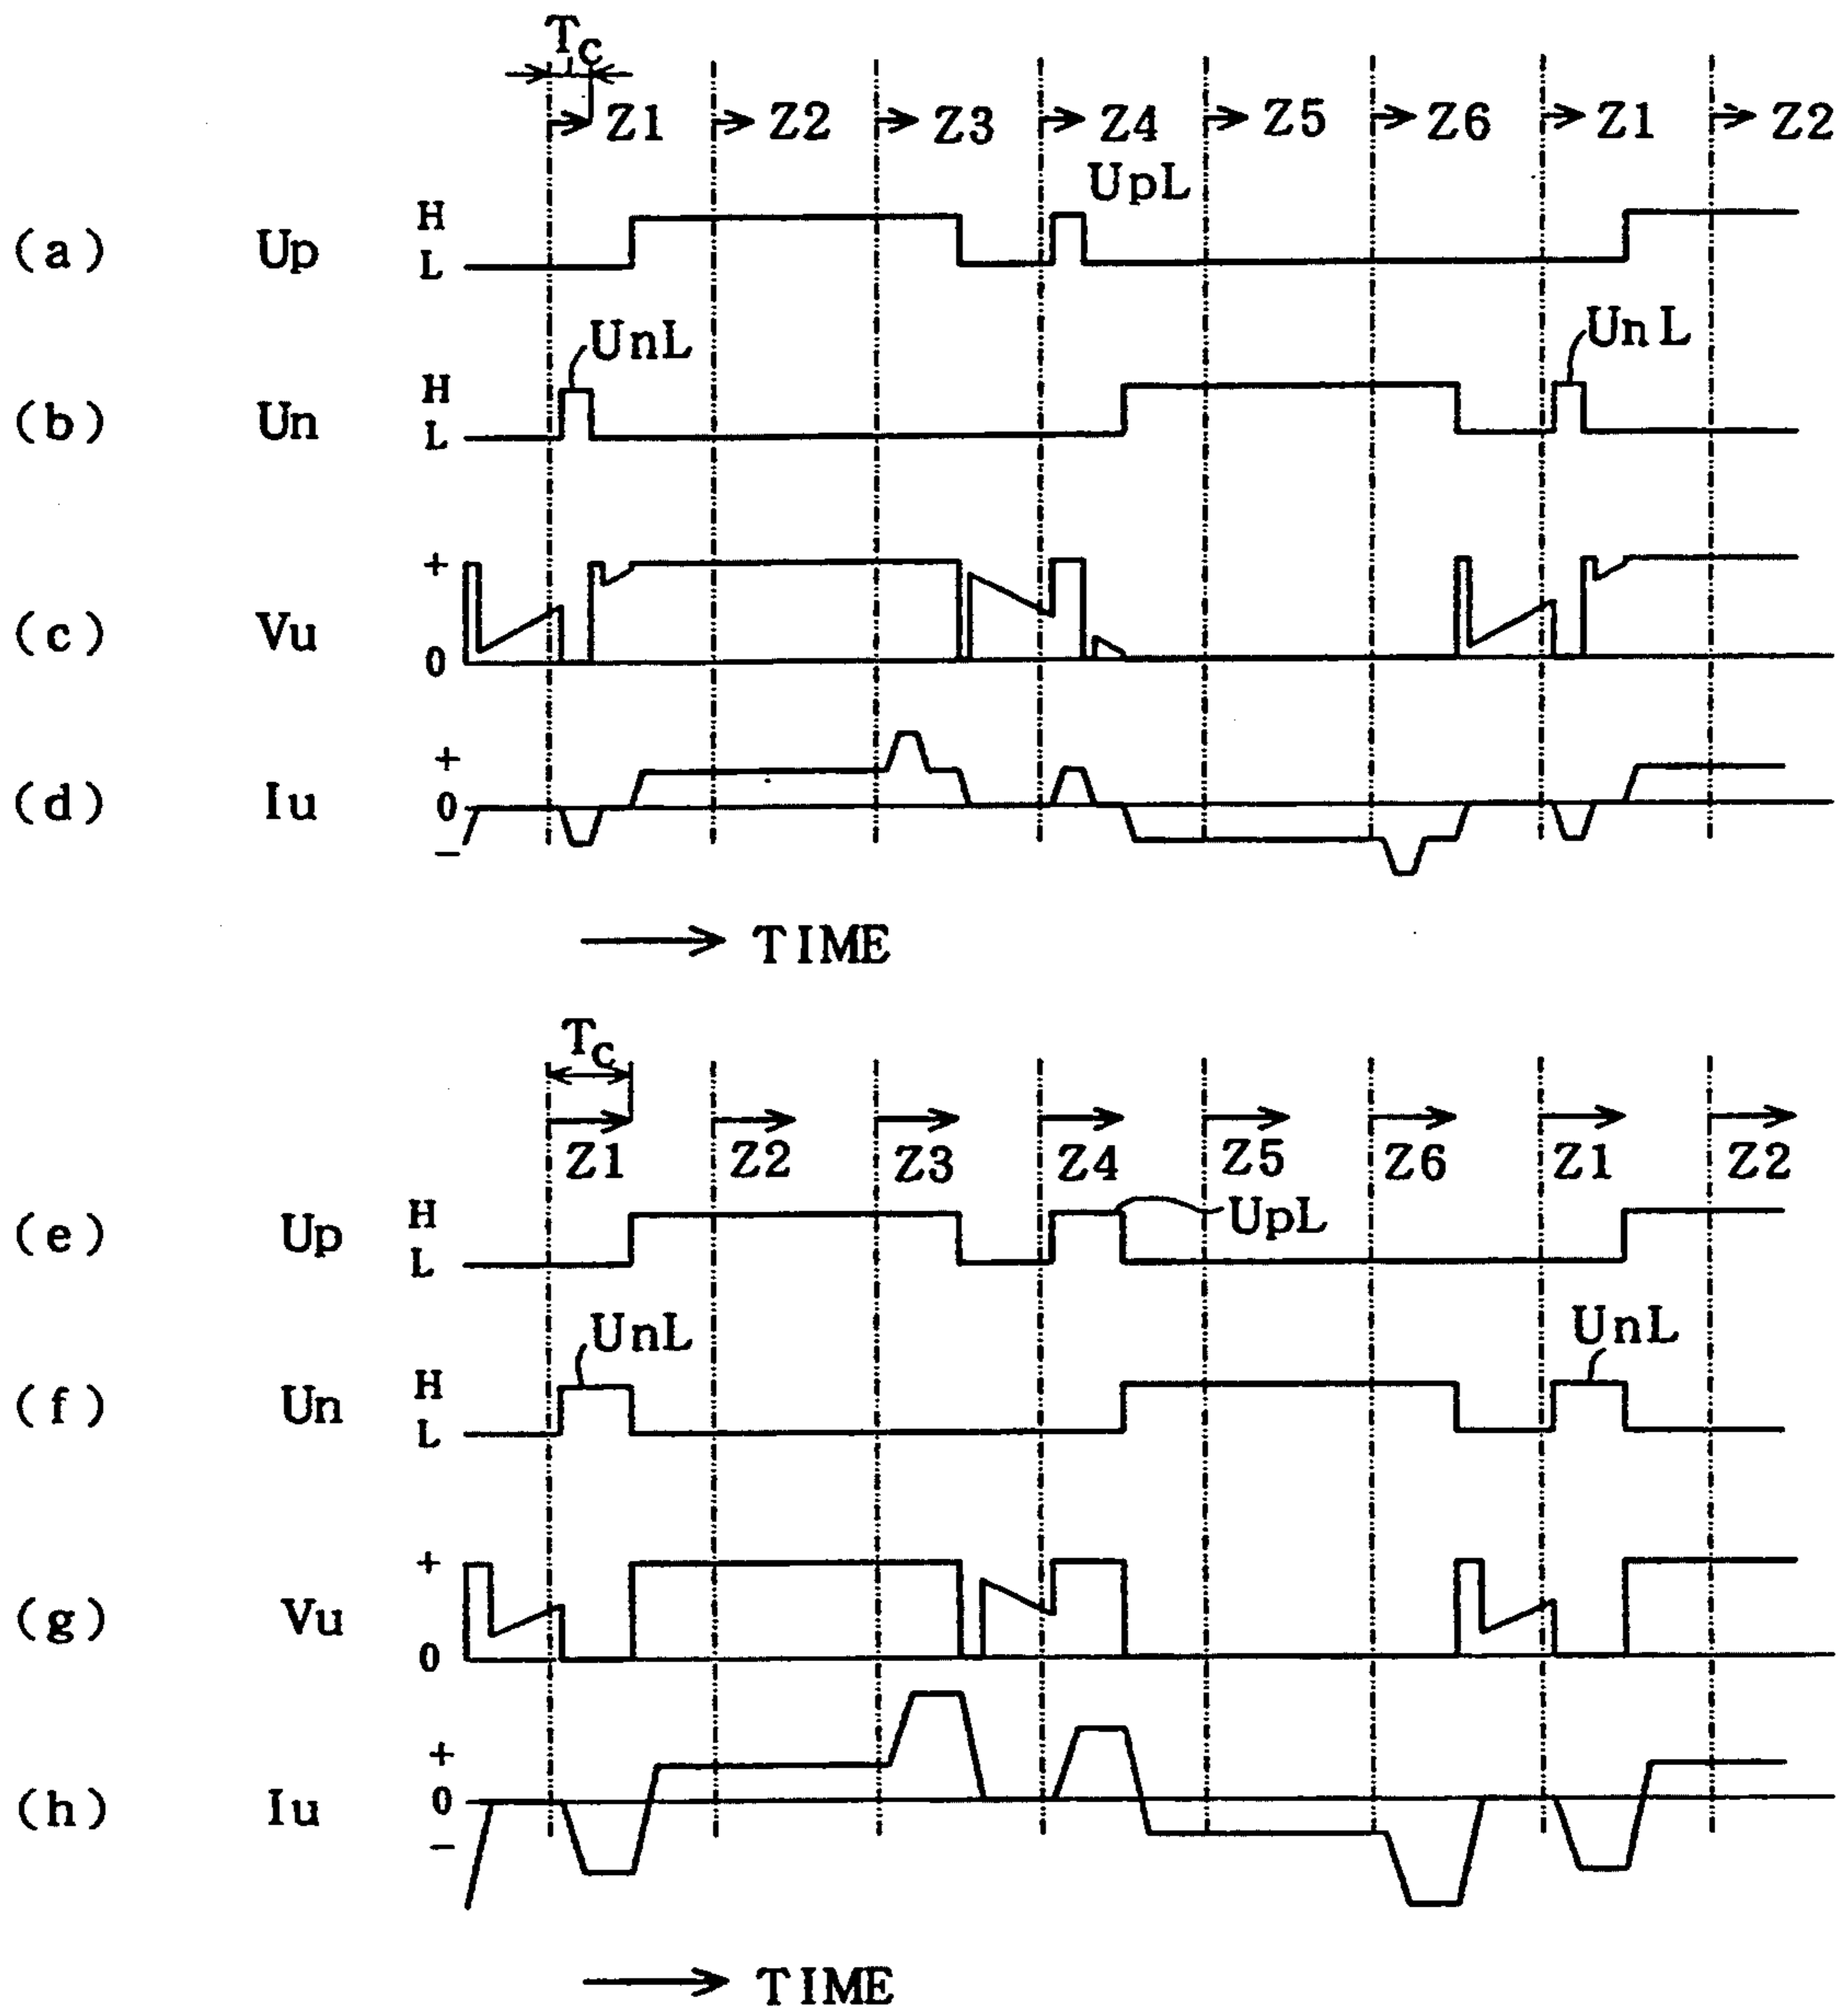 Tc
Z1 Z2 Z3 Z4 Z5 Z6 Z1 Z2
UpL
(a) Up H L
UnL UnL
(b) Un H L
(c) Vu + 0
(d) Iu + 0 −
TIME
Tc
Z1 Z2 Z3 Z4 Z5 Z6 Z1 Z2
(e) Up H L UpL
UnL UnL
(f) Un H L
(g) Vu + 0
(h) Iu + 0 −
TIME